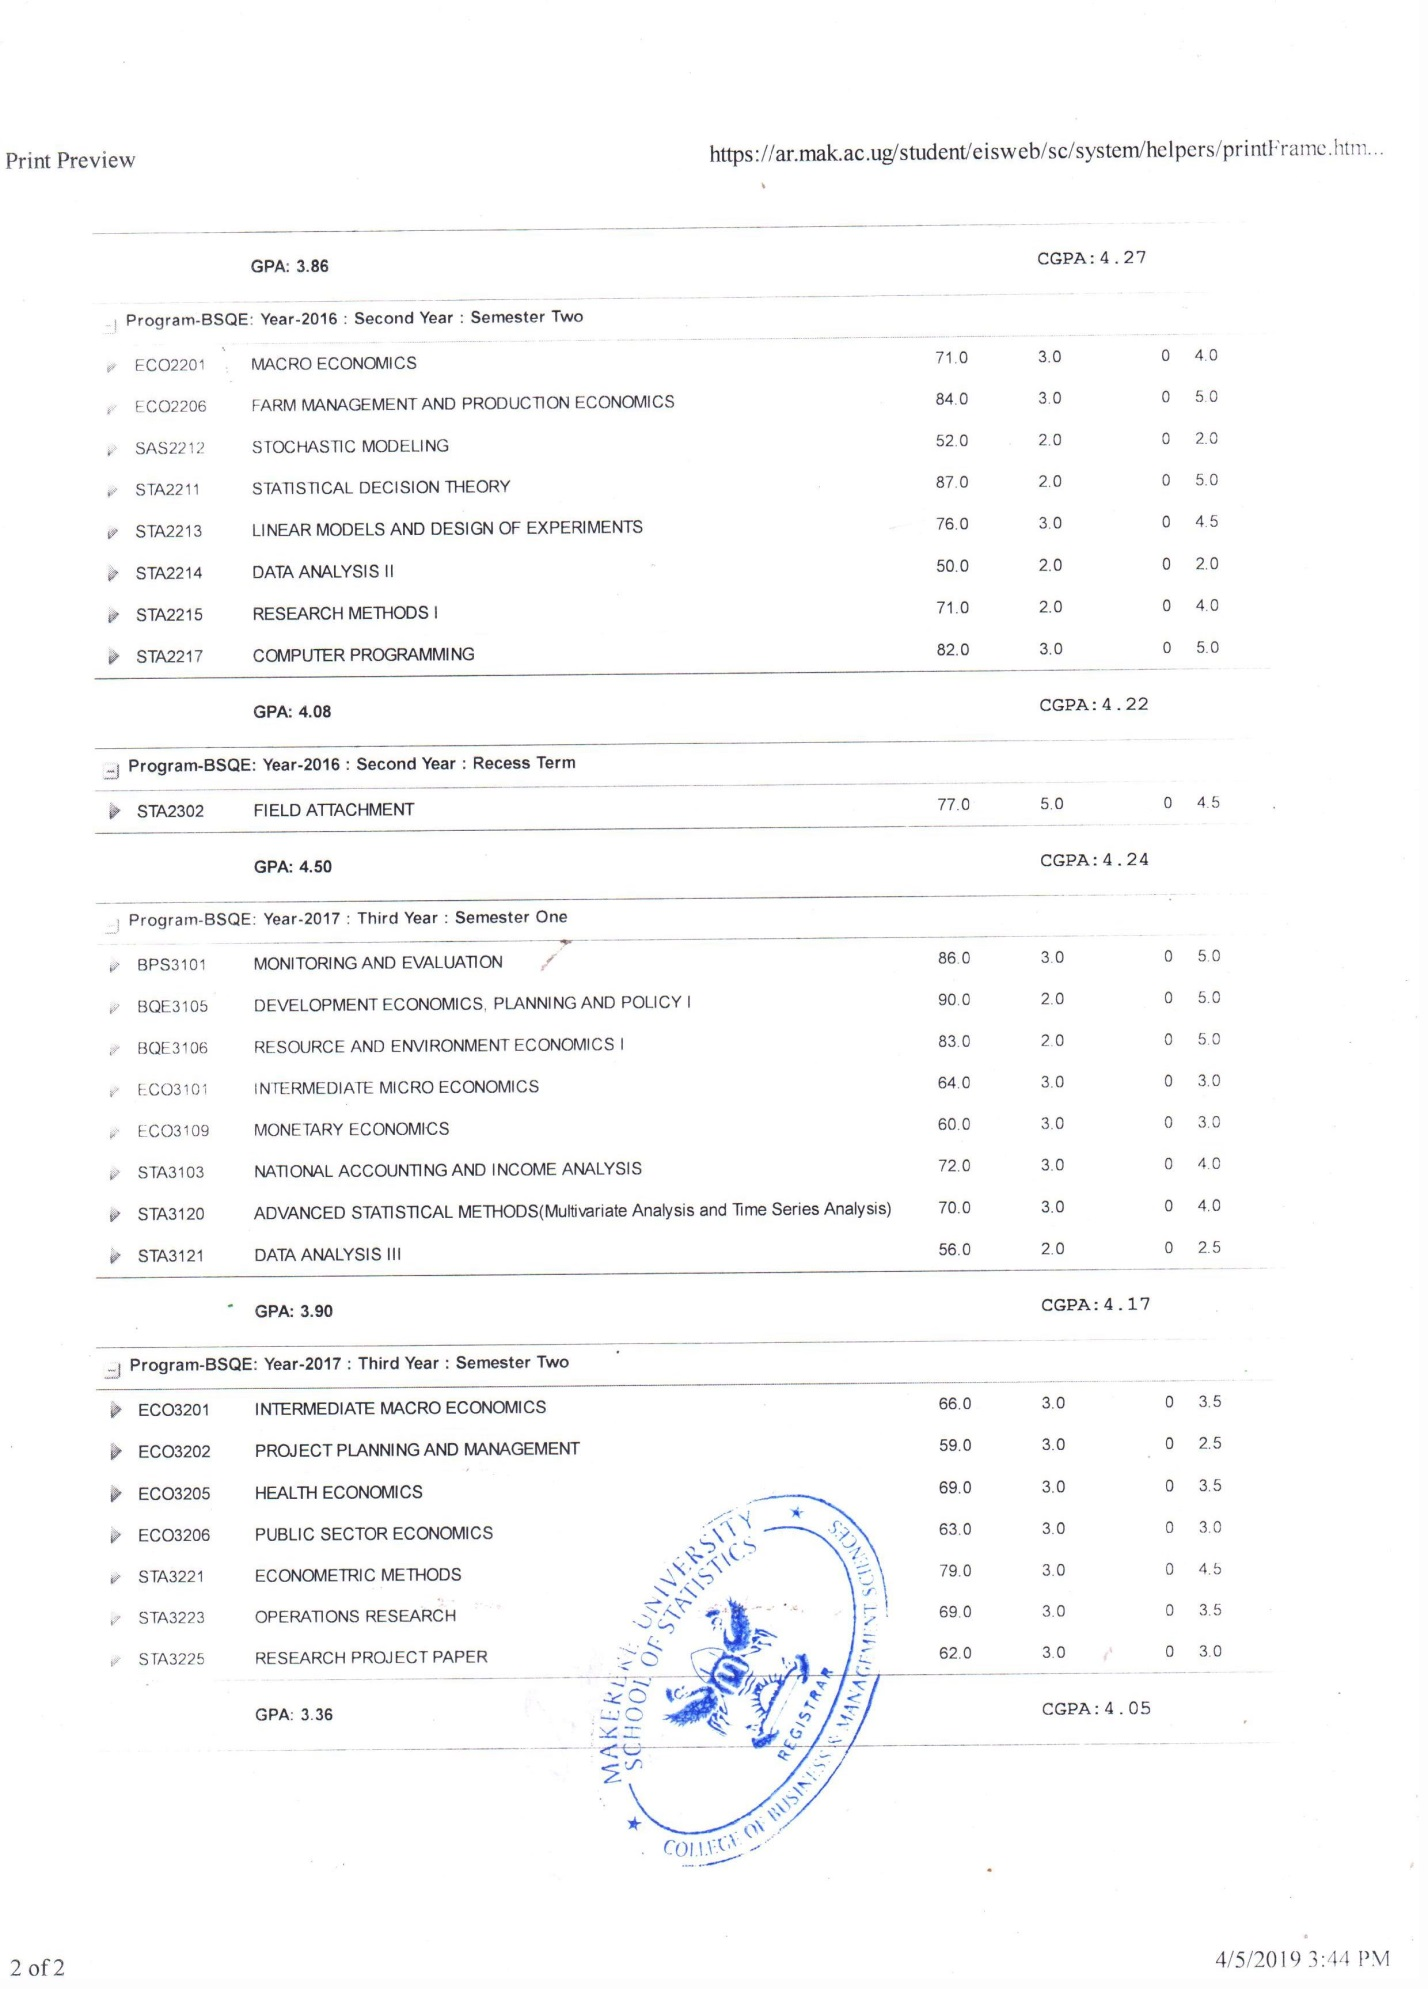 Print Preview https://ar.mak.ac.ug/student/eisweb/sc/system/helpers/printFrame.htm...
GPA: 3.86 CGPA:4.27
Program-BSQE: Year-2016 : Second Year : Semester Two
ECO2201 MACRO ECONOMICS 71.0 3.0 0 4.0
ECO2206 FARM MANAGEMENT AND PRODUCTION ECONOMICS 84.0 3.0 0 5.0
SAS2212 STOCHASTIC MODELING 52.0 2.0 0 2.0
STA2211 STATISTICAL DECISION THEORY 87.0 2.0 0 5.0
STA2213 LINEAR MODELS AND DESIGN OF EXPERIMENTS 76.0 3.0 0 4.5
STA2214 DATA ANALYSIS II 50.0 2.0 0 2.0
STA2215 RESEARCH METHODS I 71.0 2.0 0 4.0
STA2217 COMPUTER PROGRAMMING 82.0 3.0 0 5.0
GPA: 4.08 CGPA:4.22
Program-BSQE: Year-2016 : Second Year : Recess Term
STA2302 FIELD ATTACHMENT 77.0 5.0 0 4.5
GPA: 4.50 CGPA:4.24
Program-BSQE: Year-2017 : Third Year : Semester One
BPS3101 MONITORING AND EVALUATION 86.0 3.0 0 5.0
BQE3105 DEVELOPMENT ECONOMICS, PLANNING AND POLICY I 90.0 2.0 0 5.0
BQE3106 RESOURCE AND ENVIRONMENT ECONOMICS I 83.0 2.0 0 5.0
ECO3101 INTERMEDIATE MICRO ECONOMICS 64.0 3.0 0 3.0
ECO3109 MONETARY ECONOMICS 60.0 3.0 0 3.0
STA3103 NATIONAL ACCOUNTING AND INCOME ANALYSIS 72.0 3.0 0 4.0
STA3120 ADVANCED STATISTICAL METHODS(Multivariate Analysis and Time Series Analysis) 70.0 3.0 0 4.0
STA3121 DATA ANALYSIS III 56.0 2.0 0 2.5
GPA: 3.90 CGPA:4.17
Program-BSQE: Year-2017 : Third Year : Semester Two
ECO3201 INTERMEDIATE MACRO ECONOMICS 66.0 3.0 0 3.5
ECO3202 PROJECT PLANNING AND MANAGEMENT 59.0 3.0 0 2.5
ECO3205 HEALTH ECONOMICS 69.0 3.0 0 3.5
ECO3206 PUBLIC SECTOR ECONOMICS 63.0 3.0 0 3.0
STA3221 ECONOMETRIC METHODS 79.0 3.0 0 4.5
STA3223 OPERATIONS RESEARCH 69.0 3.0 0 3.5
STA3225 RESEARCH PROJECT PAPER 62.0 3.0 0 3.0
GPA: 3.36 CGPA:4.05
MAKERERE UNIVERSITY
SCHOOL OF STATISTICS
REGISTRAR
COLLEGE OF BUSINESS & MANAGEMENT SCIENCES
2 of 2 4/5/2019 3:44 PM